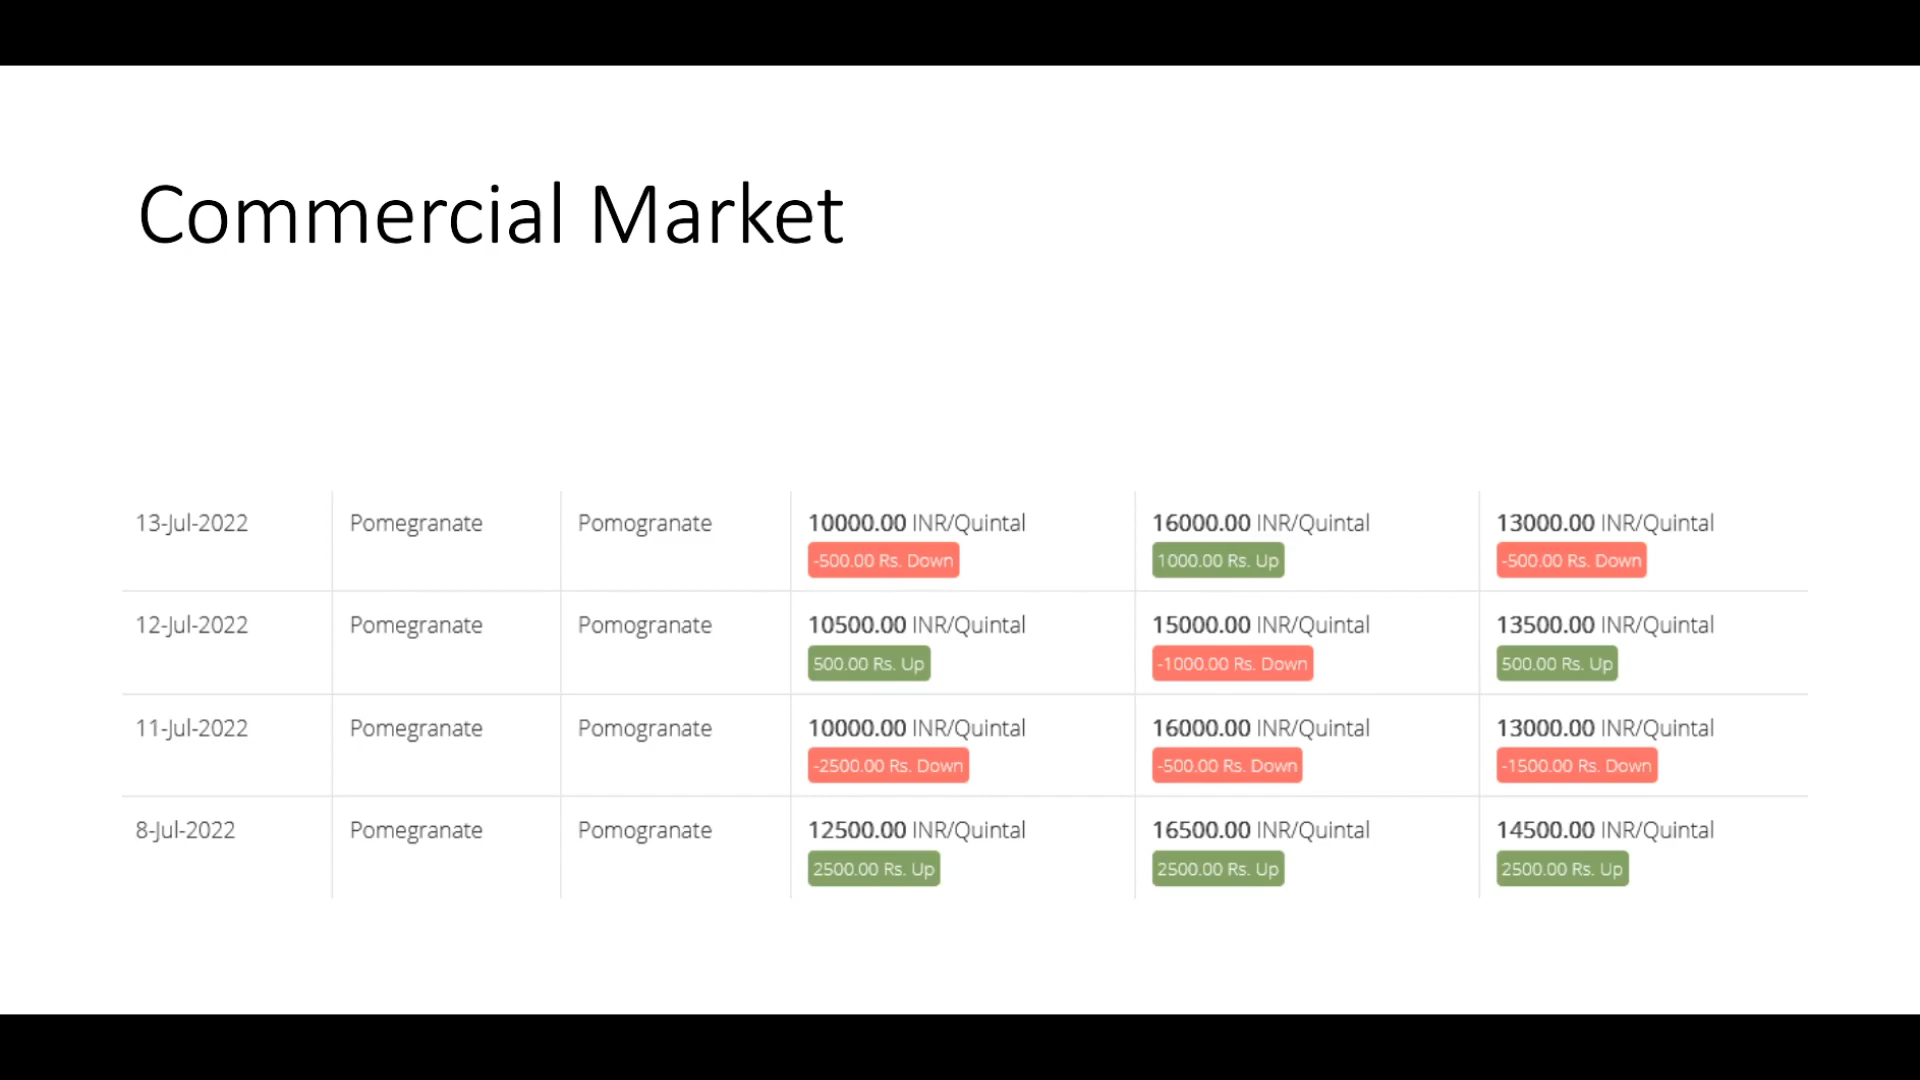 Commercial Market
13-Jul-2022 Pomegranate Pomogranate 10000.00 INR/Quintal 16000.00 INR/Quintal 13000.00 INR/Quintal
-500.00 Rs. Down 1000.00 Rs. Up -500.00 Rs. Down
12-Jul-2022 Pomegranate Pomogranate 10500.00 INR/Quintal 15000.00 INR/Quintal 13500.00 INR/Quintal
500.00 Rs. Up -1000.00 Rs. Down 500.00 Rs. Up
11-Jul-2022 Pomegranate Pomogranate 10000.00 INR/Quintal 16000.00 INR/Quintal 13000.00 INR/Quintal
-2500.00 Rs. Down -500.00 Rs. Down -1500.00 Rs. Down
8-Jul-2022 Pomegranate Pomogranate 12500.00 INR/Quintal 16500.00 INR/Quintal 14500.00 INR/Quintal
2500.00 Rs. Up 2500.00 Rs. Up 2500.00 Rs. Up